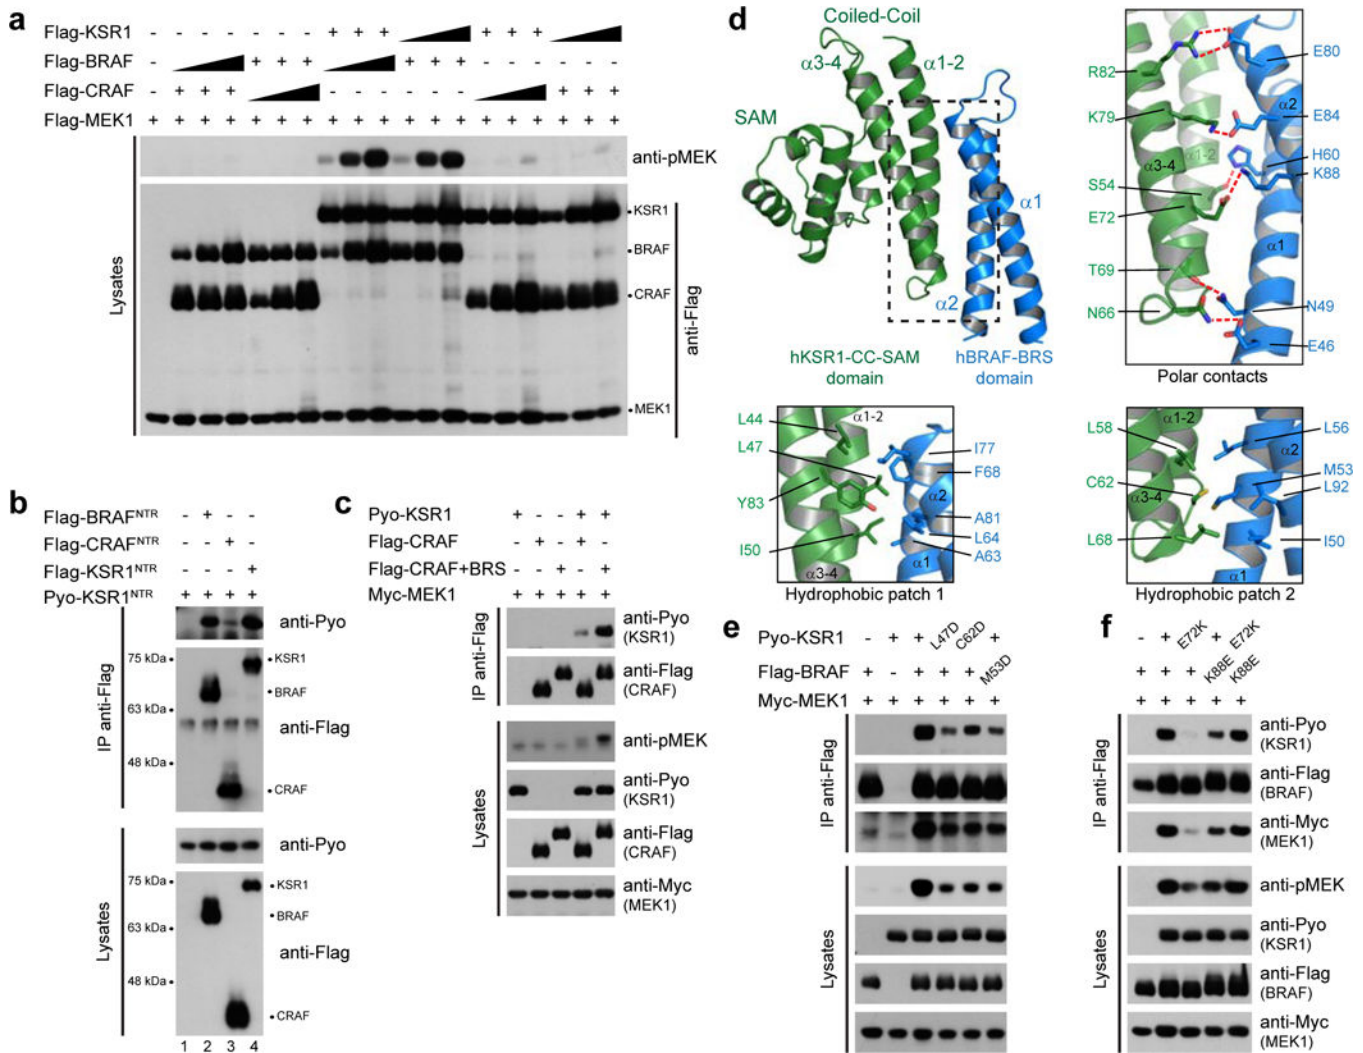 a
Flag-KSR1 - - - - - - - + + + + + + - - -
Flag-BRAF - + + + + + + - - - - - -
Flag-CRAF - + + + - - - - - - + + +
Flag-MEK1 + + + + + + + + + + + + + + + + + + +
Lysates
anti-pMEK
KSR1
BRAF
CRAF
MEK1
anti-Flag
b
Flag-BRAFNTR - + - -
Flag-CRAFNTR - - + -
Flag-KSR1NTR - - - +
Pyo-KSR1NTR + + + +
IP anti-Flag
anti-Pyo
75 kDa
KSR1
BRAF
63 kDa
anti-Flag
48 kDa
CRAF
Lysates
anti-Pyo
75 kDa
KSR1
BRAF
63 kDa
anti-Flag
48 kDa
CRAF
1 2 3 4
c
Pyo-KSR1 + - - + +
Flag-CRAF - + - + -
Flag-CRAF+BRS - - + - +
Myc-MEK1 + + + + +
IP anti-Flag
anti-Pyo
(KSR1)
anti-Flag
(CRAF)
Lysates
anti-pMEK
anti-Pyo
(KSR1)
anti-Flag
(CRAF)
anti-Myc
(MEK1)
d
Coiled-Coil
α3-4 α1-2
SAM
α1
α2
hKSR1-CC-SAM
domain
hBRAF-BRS
domain
R82
K79
α3-4
α1-2
S54
E72
T69
N66
E80
α2
E84
H60
K88
α1
N49
E46
Polar contacts
L44
L47
Y83
I50
α1-2
α3-4
I77
F68
α2
A81
L64
A63
α1
Hydrophobic patch 1
L58
C62
α3-4
L68
α1-2
L56
α2
M53
L92
I50
α1
Hydrophobic patch 2
e
Pyo-KSR1 - + + L47D C62D +
Flag-BRAF + - + + + M53D
Myc-MEK1 + + + + + +
IP anti-Flag
Lysates
f
- + E72K + E72K
+ + + K88E K88E
+ + + + +
IP anti-Flag
anti-Pyo
(KSR1)
anti-Flag
(BRAF)
anti-Myc
(MEK1)
Lysates
anti-pMEK
anti-Pyo
(KSR1)
anti-Flag
(BRAF)
anti-Myc
(MEK1)